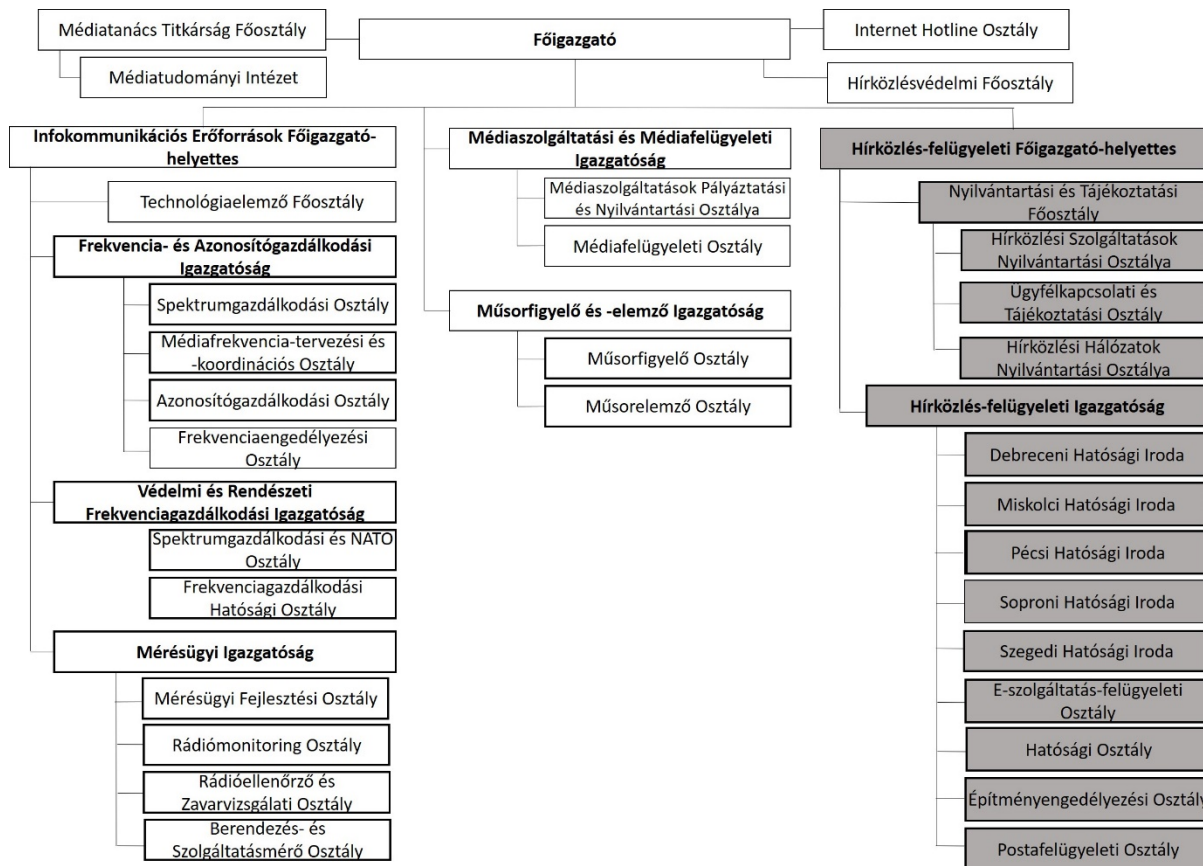 Médiatanács Titkárság Főosztály
Médiatudományi Intézet
Főigazgató
Internet Hotline Osztály
Hírközlésvédelmi Főosztály
Infokommunikációs Erőforrások Főigazgató-
helyettes
Technológiaelemző Főosztály
Frekvencia- és Azonosítógazdálkodási
Igazgatóság
Spektrumgazdálkodási Osztály
Médiafrekvencia-tervezési és
-koordinációs Osztály
Azonosítógazdálkodási Osztály
Frekvenciaengedélyezési
Osztály
Védelmi és Rendészeti
Frekvenciagazdálkodási Igazgatóság
Spektrumgazdálkodási és NATO
Osztály
Frekvenciagazdálkodási
Hatósági Osztály
Mérésügyi Igazgatóság
Mérésügyi Fejlesztési Osztály
Rádiómonitoring Osztály
Rádióellenőrző és
Zavarvizsgálati Osztály
Berendezés- és
Szolgáltatásmérő Osztály
Médiaszolgáltatási és Médiafelügyeleti
Igazgatóság
Médiaszolgáltatások Pályáztatási
és Nyilvántartási Osztálya
Médiafelügyeleti Osztály
Műsorfigyelő és -elemző Igazgatóság
Műsorfigyelő Osztály
Műsorelemző Osztály
Hírközlés-felügyeleti Főigazgató-helyettes
Nyilvántartási és Tájékoztatási
Főosztály
Hírközlési Szolgáltatások
Nyilvántartási Osztálya
Ügyfélkapcsolati és
Tájékoztatási Osztály
Hírközlési Hálózatok
Nyilvántartási Osztálya
Hírközlés-felügyeleti Igazgatóság
Debreceni Hatósági Iroda
Miskolci Hatósági Iroda
Pécsi Hatósági Iroda
Soproni Hatósági Iroda
Szegedi Hatósági Iroda
E-szolgáltatás-felügyeleti
Osztály
Hatósági Osztály
Építményengedélyezési Osztály
Postafelügyeleti Osztály